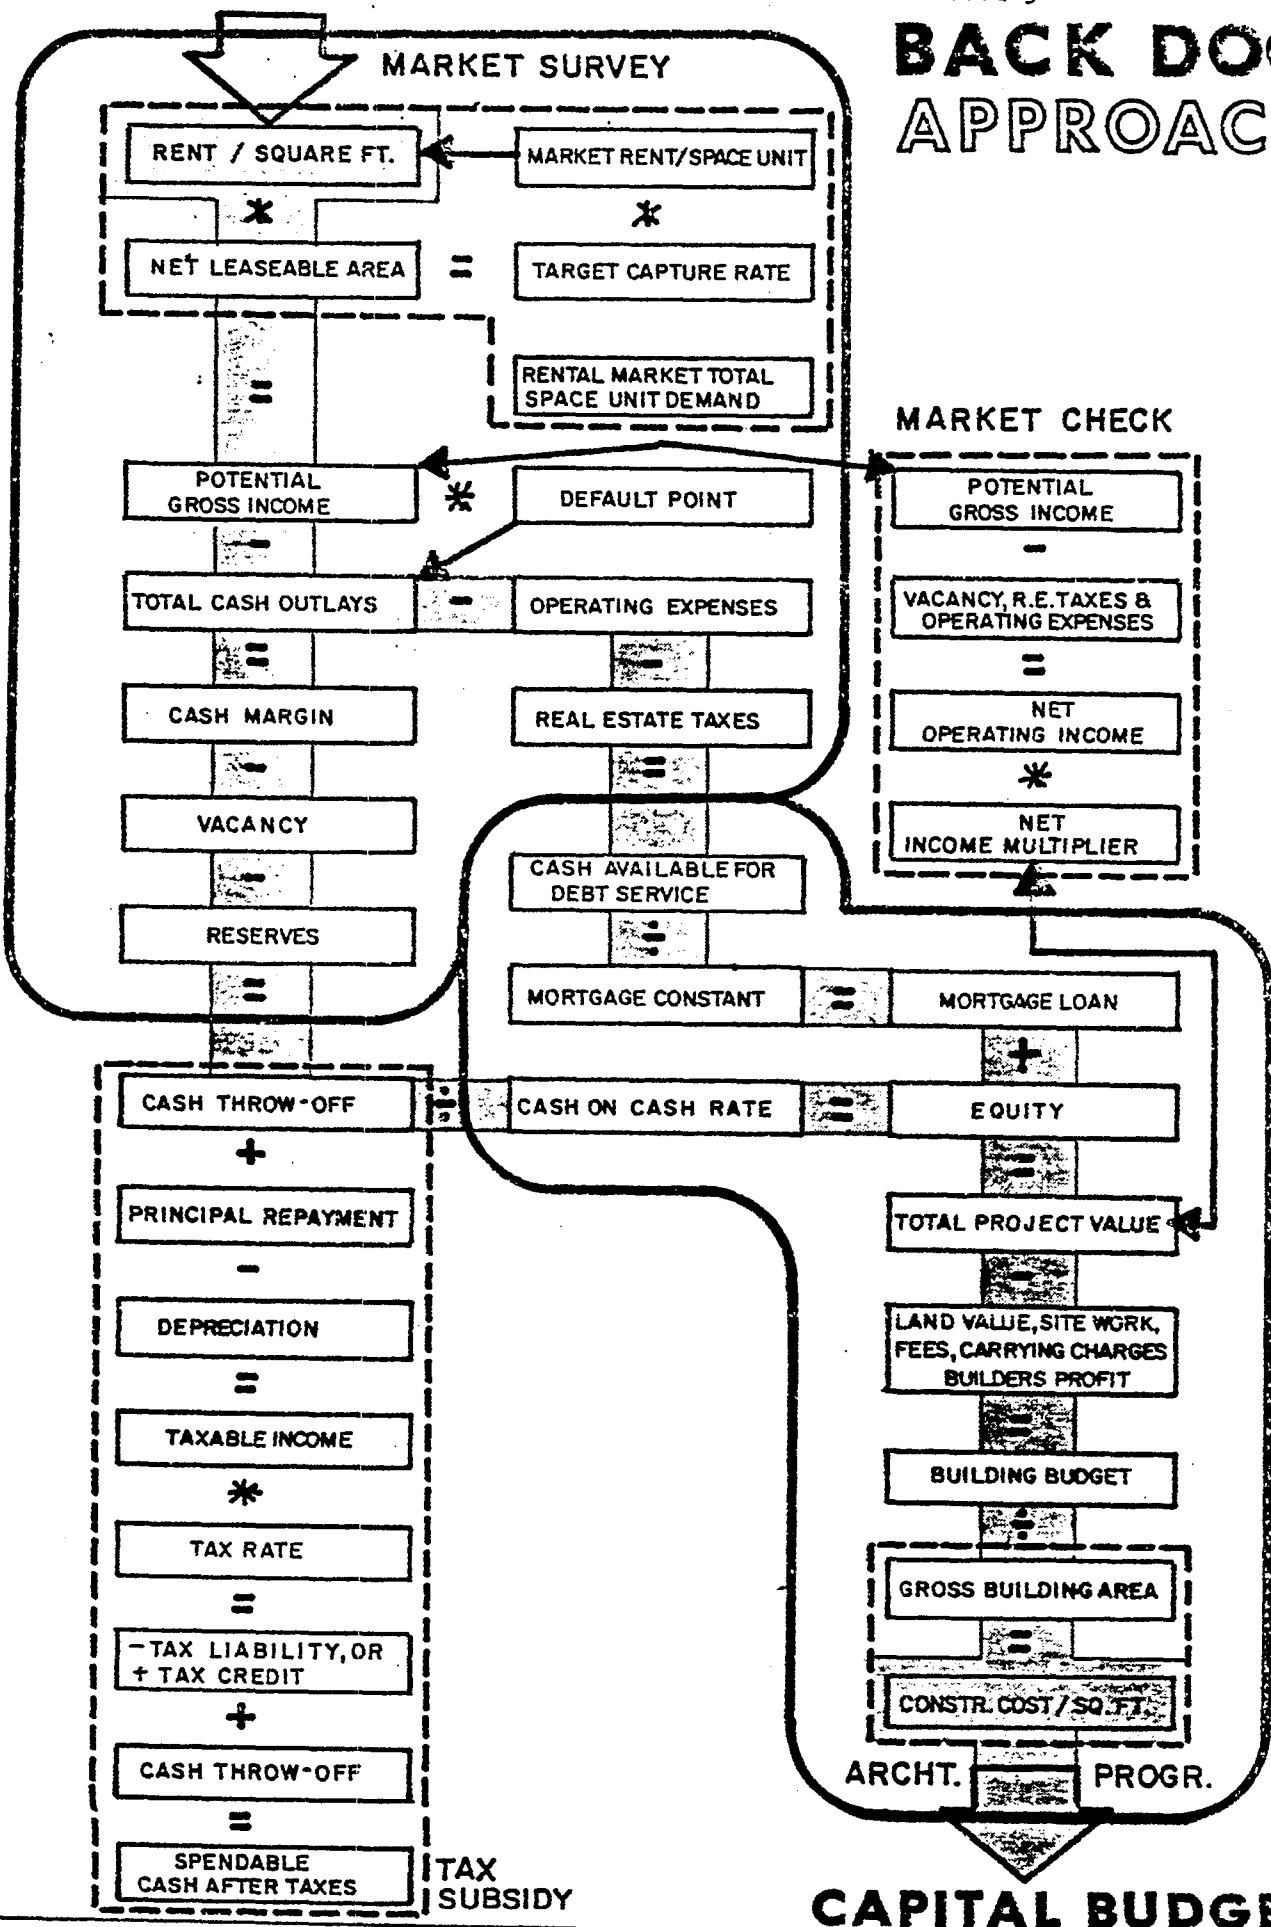 BACK DOO
APPROAC
MARKET SURVEY
RENT / SQUARE FT.
MARKET RENT/SPACE UNIT
*
*
NET LEASEABLE AREA
=
TARGET CAPTURE RATE
=
RENTAL MARKET TOTAL
SPACE UNIT DEMAND
POTENTIAL
GROSS INCOME
*
DEFAULT POINT
-
TOTAL CASH OUTLAYS
-
OPERATING EXPENSES
=
-
CASH MARGIN
REAL ESTATE TAXES
-
=
VACANCY
-
RESERVES
=
MARKET CHECK
POTENTIAL
GROSS INCOME
-
VACANCY, R.E. TAXES &
OPERATING EXPENSES
=
NET
OPERATING INCOME
*
NET
INCOME MULTIPLIER
CASH AVAILABLE FOR
DEBT SERVICE
÷
MORTGAGE CONSTANT
=
MORTGAGE LOAN
+
CASH THROW-OFF
÷
CASH ON CASH RATE
=
EQUITY
+
PRINCIPAL REPAYMENT
-
DEPRECIATION
=
TAXABLE INCOME
*
TAX RATE
=
-TAX LIABILITY, OR
+ TAX CREDIT
+
CASH THROW-OFF
=
SPENDABLE
CASH AFTER TAXES
TAX
SUBSIDY
=
TOTAL PROJECT VALUE
-
LAND VALUE, SITE WORK,
FEES, CARRYING CHARGES
BUILDERS PROFIT
=
BUILDING BUDGET
÷
GROSS BUILDING AREA
=
CONSTR. COST / SQ. FT.
ARCHT. PROGR.
CAPITAL BUDGE